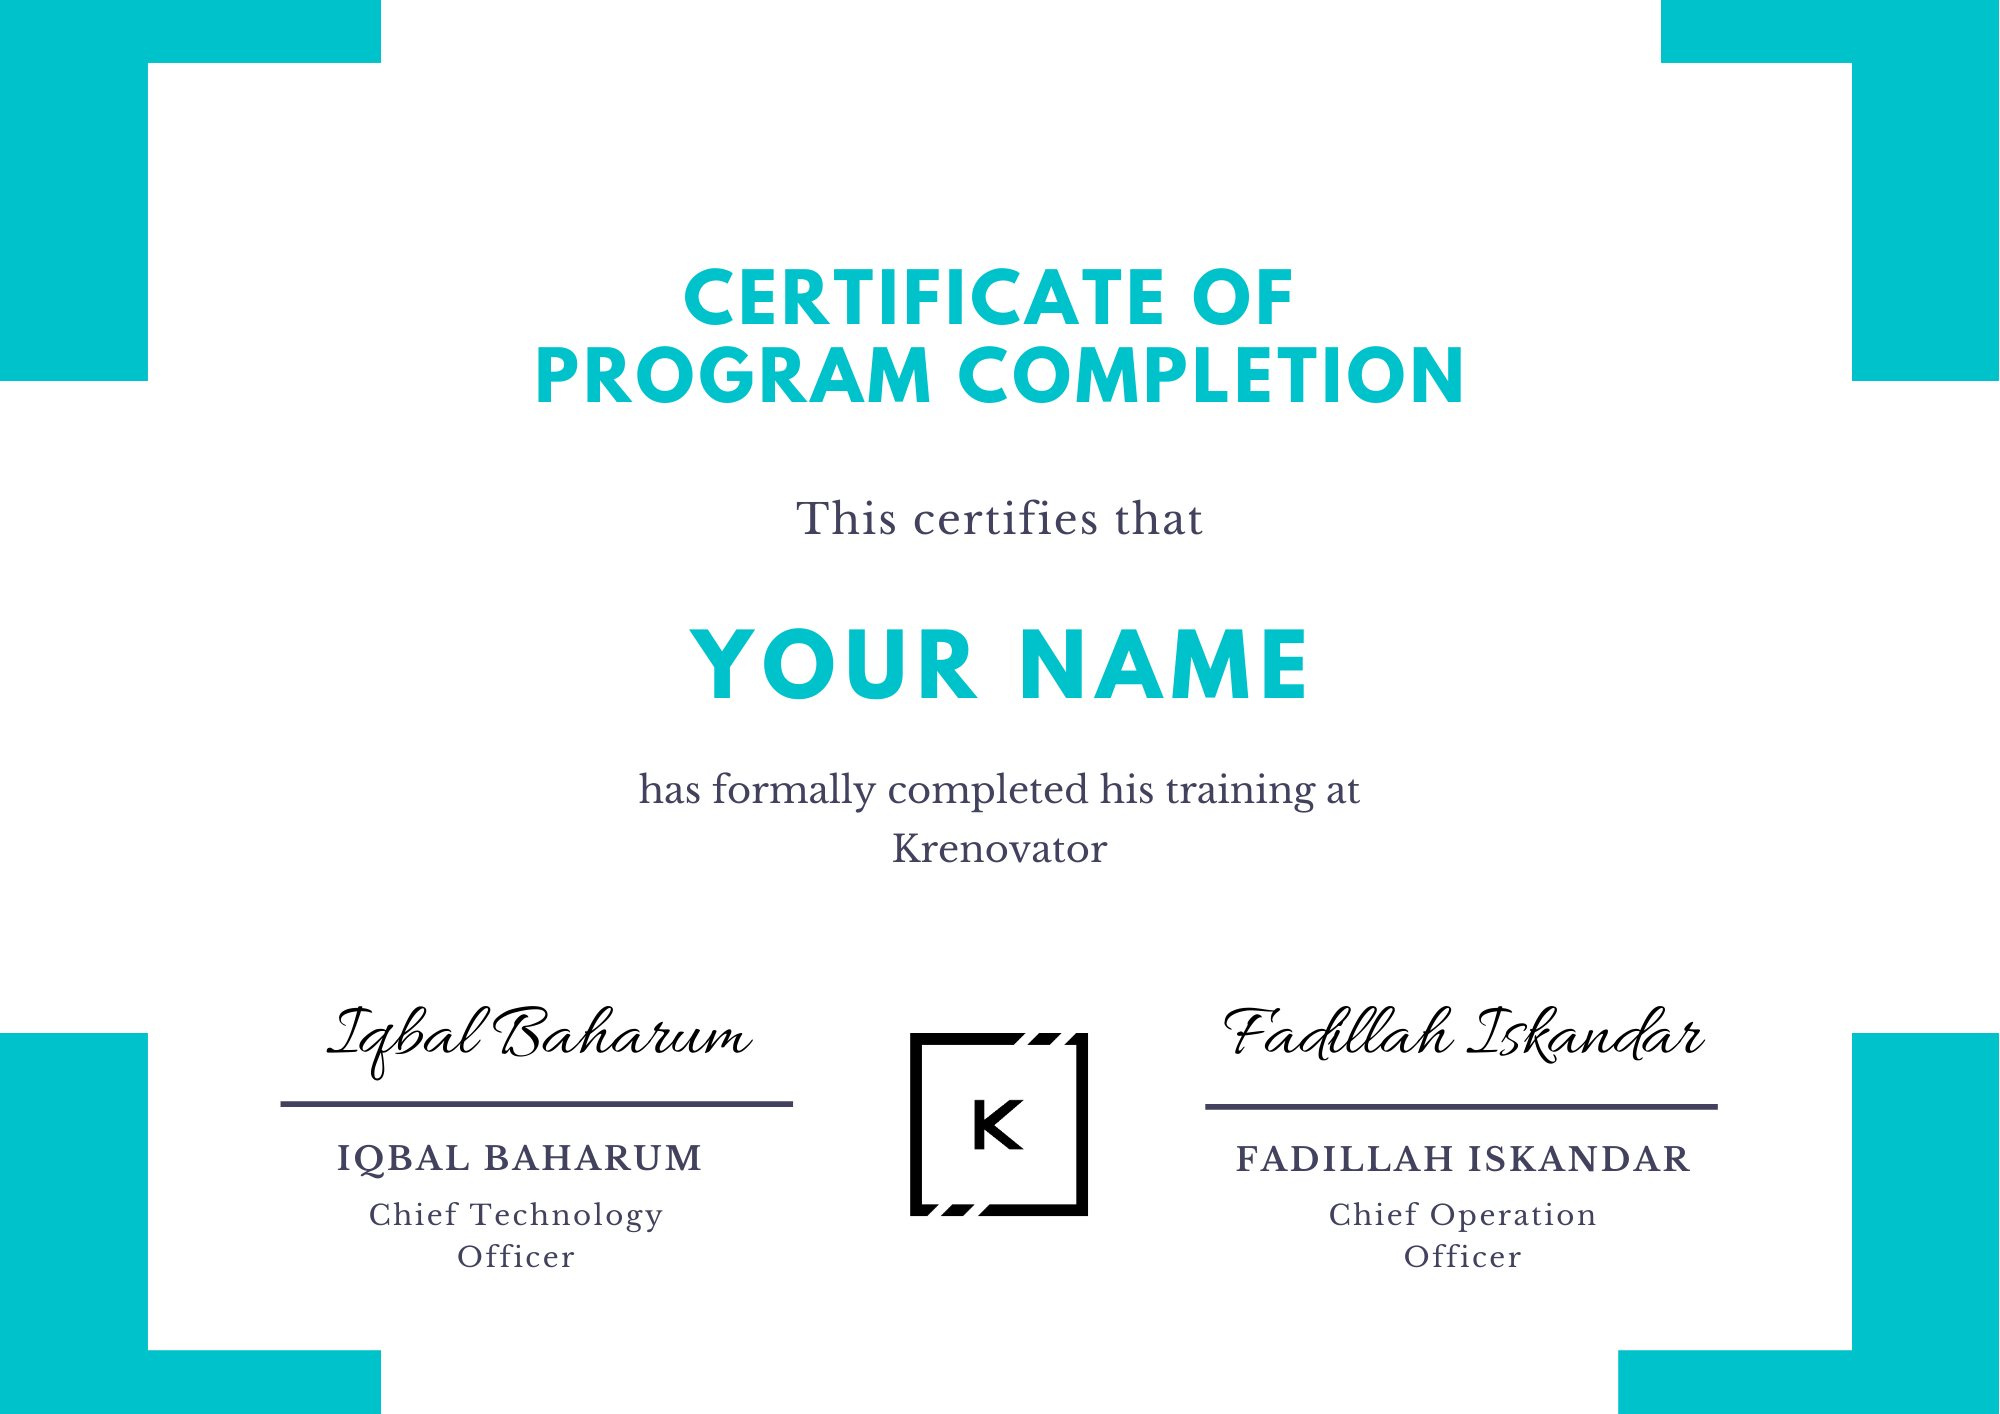 CERTIFICATE OF
PROGRAM COMPLETION
This certifies that
YOUR NAME
has formally completed his training at
Krenovator
Iqbal Baharum
IQBAL BAHARUM
Chief Technology
Officer
K
Fadillah Iskandar
FADILLAH ISKANDAR
Chief Operation
Officer